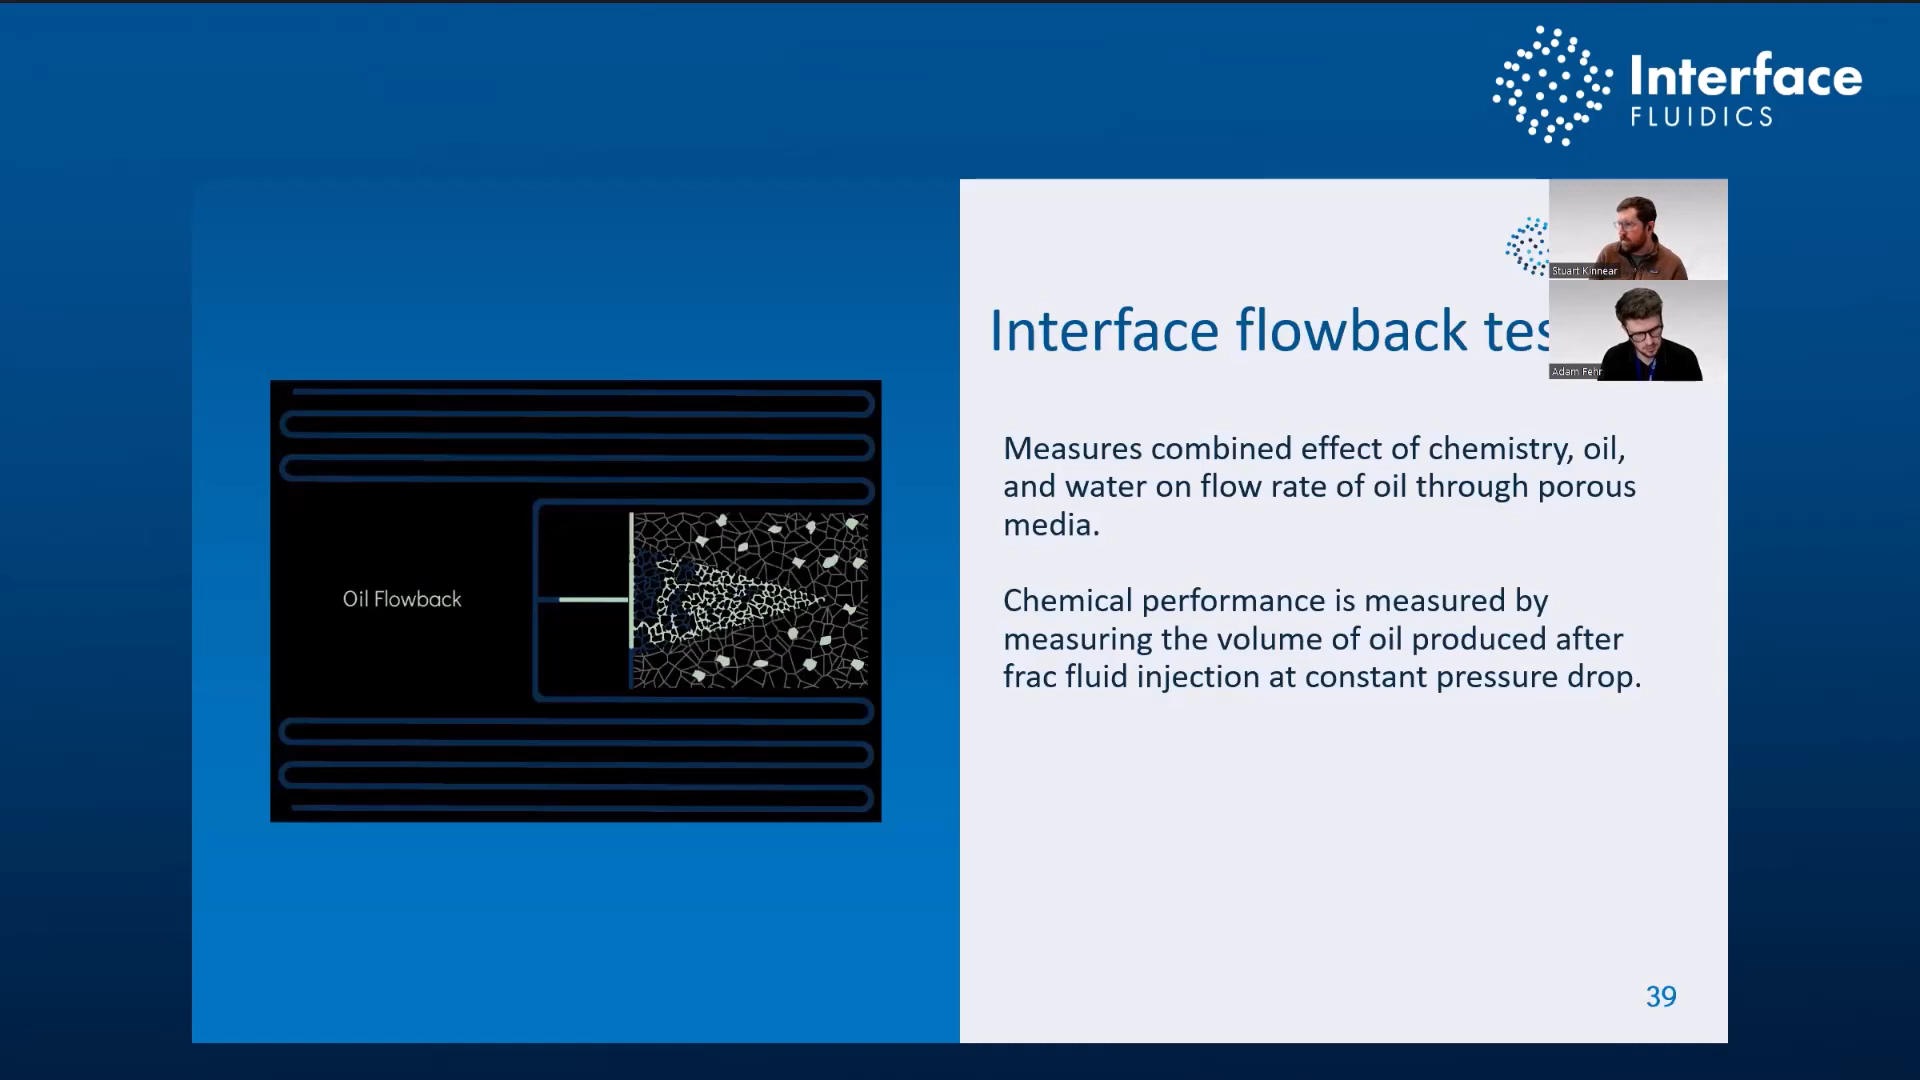 Interface
FLUIDICS
Stuart Kinnear
Adam Fehr
Interface flowback tes
Oil Flowback
Measures combined effect of chemistry, oil,
and water on flow rate of oil through porous
media.
Chemical performance is measured by
measuring the volume of oil produced after
frac fluid injection at constant pressure drop.
39